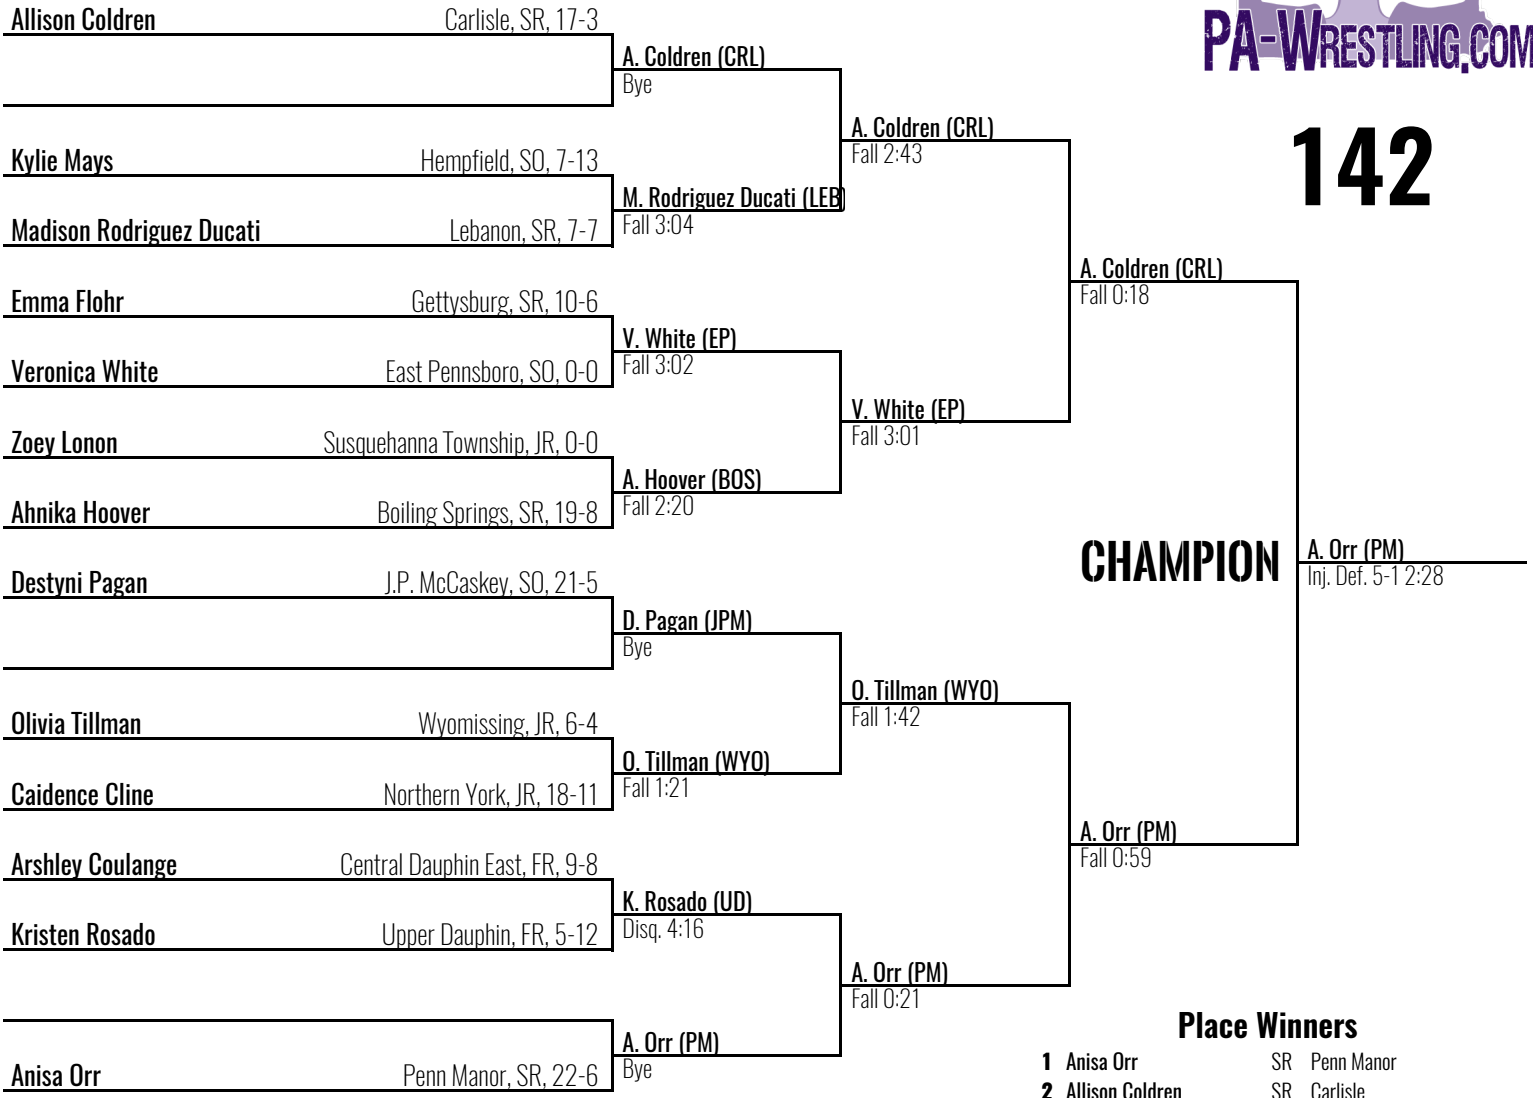 PA-WRESTLING.COM
142
Allison Coldren Carlisle, SR, 17-3
A. Coldren (CRL)
Bye
A. Coldren (CRL)
Fall 2:43
Kylie Mays Hempfield, SO, 7-13
M. Rodriguez Ducati (LEB)
Fall 3:04
Madison Rodriguez Ducati Lebanon, SR, 7-7
A. Coldren (CRL)
Fall 0:18
Emma Flohr Gettysburg, SR, 10-6
V. White (EP)
Fall 3:02
Veronica White East Pennsboro, SO, 0-0
V. White (EP)
Fall 3:01
Zoey Lonon Susquehanna Township, JR, 0-0
A. Hoover (BOS)
Fall 2:20
Ahnika Hoover Boiling Springs, SR, 19-8
CHAMPION
A. Orr (PM)
Inj. Def. 5-1 2:28
Destyni Pagan J.P. McCaskey, SO, 21-5
D. Pagan (JPM)
Bye
O. Tillman (WYO)
Fall 1:42
Olivia Tillman Wyomissing, JR, 6-4
O. Tillman (WYO)
Fall 1:21
Caidence Cline Northern York, JR, 18-11
A. Orr (PM)
Fall 0:59
Arshley Coulange Central Dauphin East, FR, 9-8
K. Rosado (UD)
Disq. 4:16
Kristen Rosado Upper Dauphin, FR, 5-12
A. Orr (PM)
Fall 0:21
A. Orr (PM)
Bye
Anisa Orr Penn Manor, SR, 22-6
Place Winners
1 Anisa Orr SR Penn Manor
2 Allison Coldren SR Carlisle